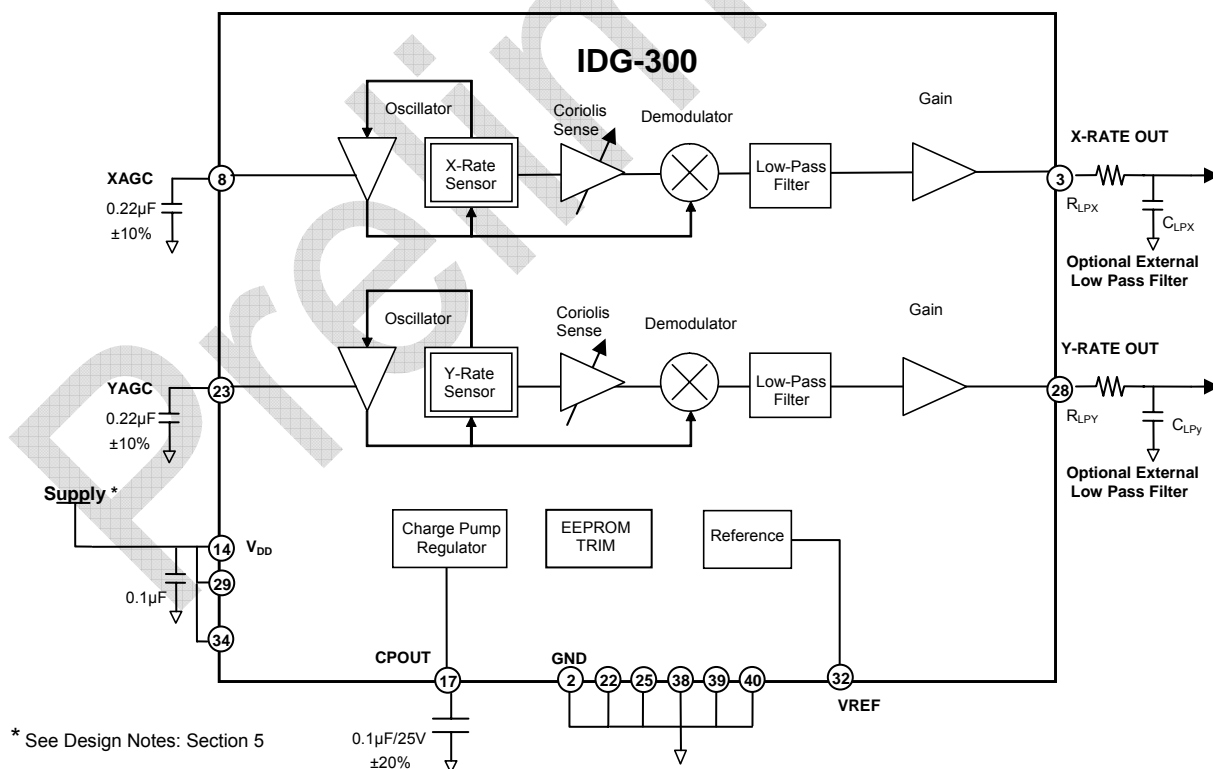 IDG-300
Oscillator
Coriolis
Sense
Demodulator
Gain
X-RATE OUT
XAGC
8
X-Rate
Sensor
Low-Pass
Filter
3
0.22µF
±10%
R_LPX
C_LPX
Optional External
Low Pass Filter
Oscillator
Coriolis
Sense
Demodulator
Gain
Y-RATE OUT
YAGC
23
Y-Rate
Sensor
Low-Pass
Filter
28
0.22µF
±10%
R_LPY
C_LPy
Optional External
Low Pass Filter
Supply *
14
V_DD
Charge Pump
Regulator
EEPROM
TRIM
Reference
29
0.1µF
34
CPOUT
GND
17
2
22
25
38
39
40
32
VREF
* See Design Notes: Section 5
0.1µF/25V
±20%
Prelim